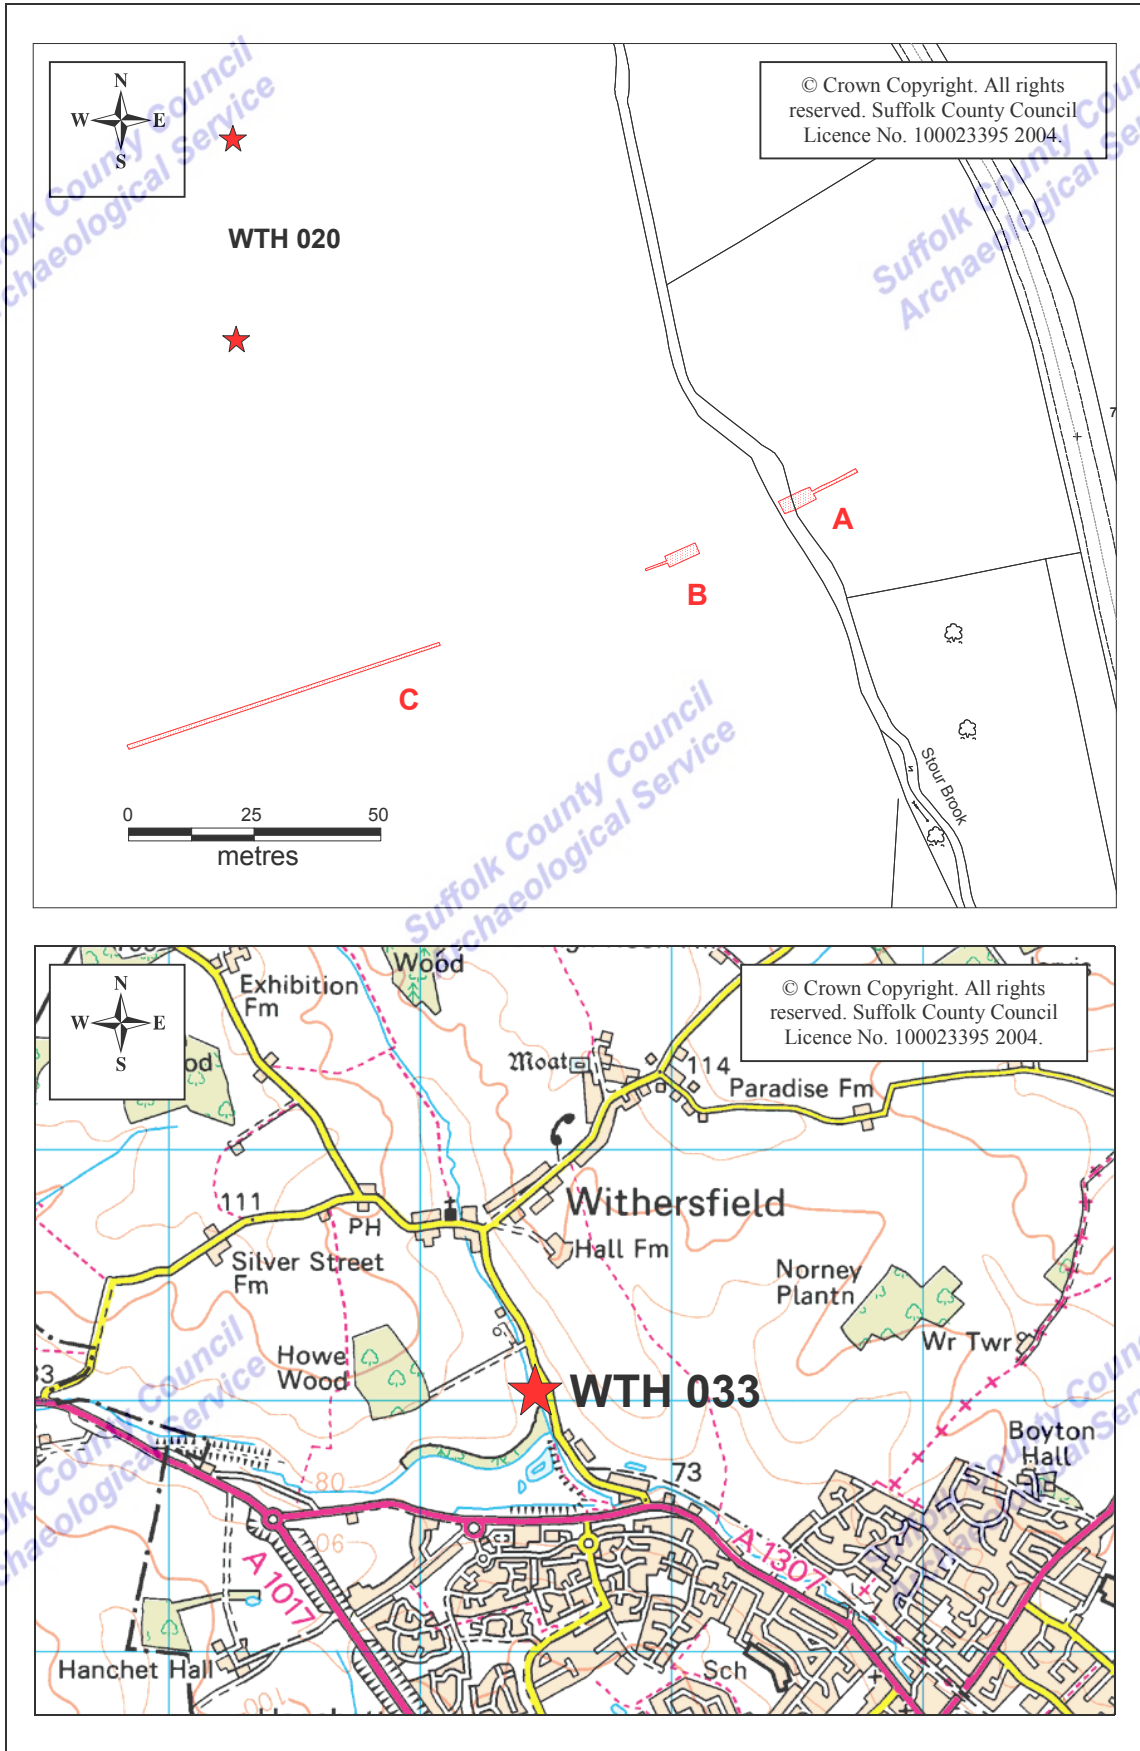 N
W E
S
© Crown Copyright. All rights
reserved. Suffolk County Council
Licence No. 100023395 2004.
WTH 020
7
A
B
C
Stour Brook
0 25 50
metres
Suffolk County Council
Archaeological Service
N
W E
S
© Crown Copyright. All rights
reserved. Suffolk County Council
Licence No. 100023395 2004.
Wood
Exhibition
Fm
Moat
114
Paradise Fm
111
PH
Withersfield
Hall Fm
Silver Street
Fm
Norney
Plantn
Wr Twr
Howe
Wood
WTH 033
Boyton
Hall
73
80
90
A 1017
A 1307
Hanchet Hall
100
Sch